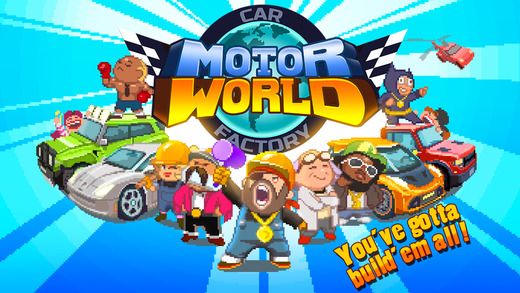 CAR
MOTOR
WORLD
FACTORY
You've gotta
build 'em all!